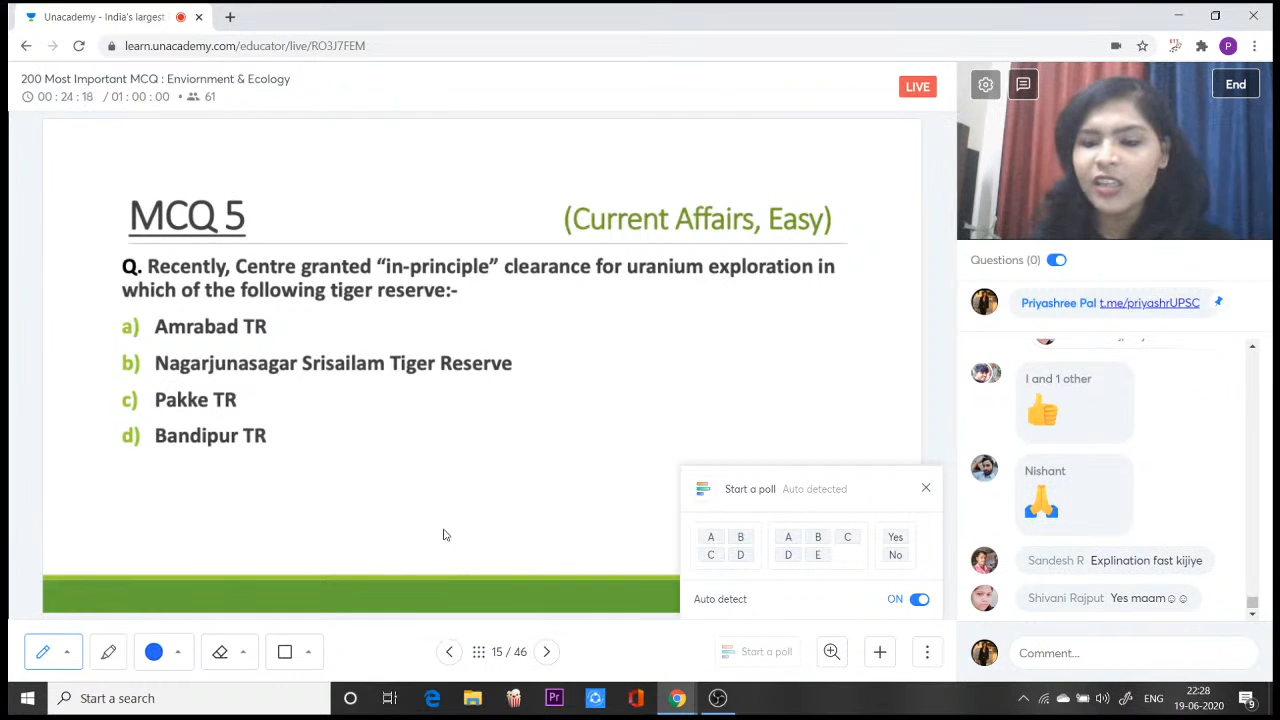 Unacademy - India's largest
learn.unacademy.com/educator/live/RO3J7FEM
P
200 Most Important MCQ : Enviornment & Ecology
00 : 24 : 18 / 01 : 00 : 00 • 61
LIVE
End
MCQ 5
(Current Affairs, Easy)
Q. Recently, Centre granted “in-principle” clearance for uranium exploration in
which of the following tiger reserve:-
a) Amrabad TR
b) Nagarjunasagar Srisailam Tiger Reserve
c) Pakke TR
d) Bandipur TR
Questions (0)
Priyashree Pal t.me/priyashrUPSC
I and 1 other
Nishant
Sandesh R Explination fast kijiye
Shivani Rajput Yes maam
Comment...
Start a poll Auto detected
A B A B C Yes
C D D E No
Auto detect ON
15 / 46
Start a poll
Start a search
Pr
ENG
22:28
19-06-2020
9